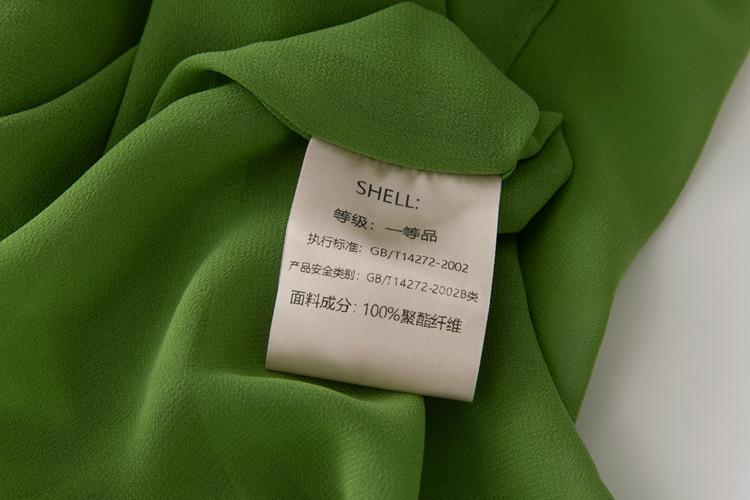 SHELL:
等级：一等品
执行标准：GB/T14272-2002
产品安全类别：GB/T14272-2002B类
面料成分：100%聚酯纤维